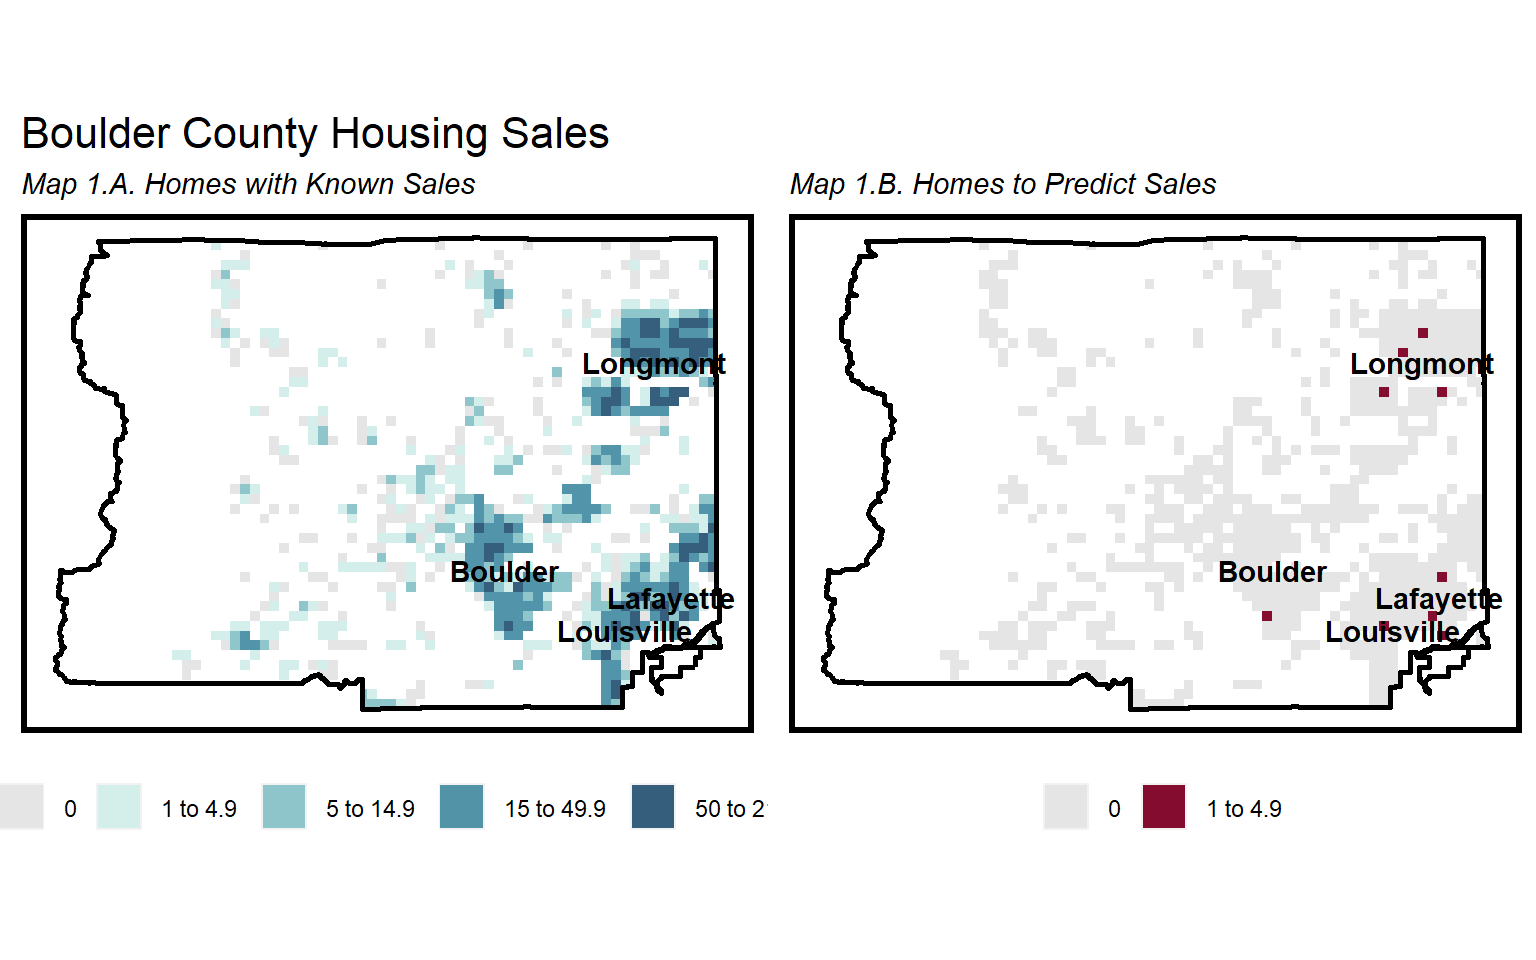 Boulder County Housing Sales
Map 1.A. Homes with Known Sales
Longmont
Boulder
Lafayette
Louisville
0
1 to 4.9
5 to 14.9
15 to 49.9
50 to
Map 1.B. Homes to Predict Sales
Longmont
Boulder
Lafayette
Louisville
0
1 to 4.9